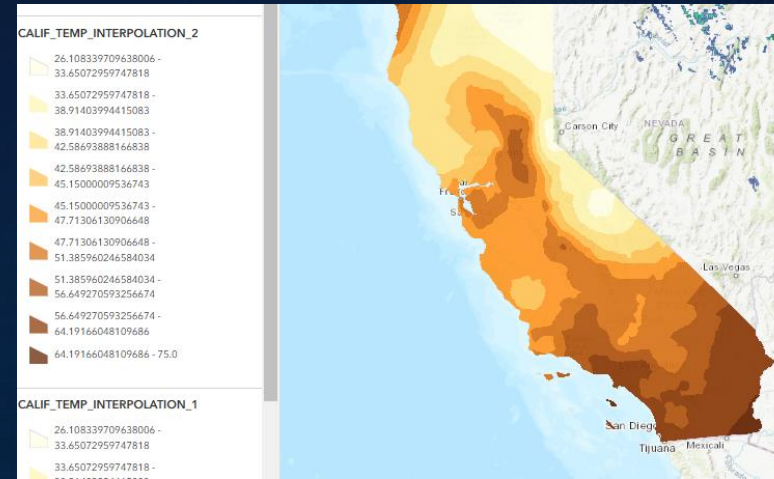 CALIF_TEMP_INTERPOLATION_2
26.108339709638006 -
33.65072959747818
33.65072959747818 -
38.91403994415083
38.91403994415083 -
42.58693888166838
42.58693888166838 -
45.15000009536743
45.15000009536743 -
47.71306130906648
47.71306130906648 -
51.385960246584034
51.385960246584034 -
56.649270593256674
56.649270593256674 -
64.19166048109686
64.19166048109686 - 75.0
CALIF_TEMP_INTERPOLATION_1
26.108339709638006 -
33.65072959747818
33.65072959747818 -
Carson City
NEVADA
GREAT
BASIN
Las Vegas
San Diego
Tijuana
Mexicali